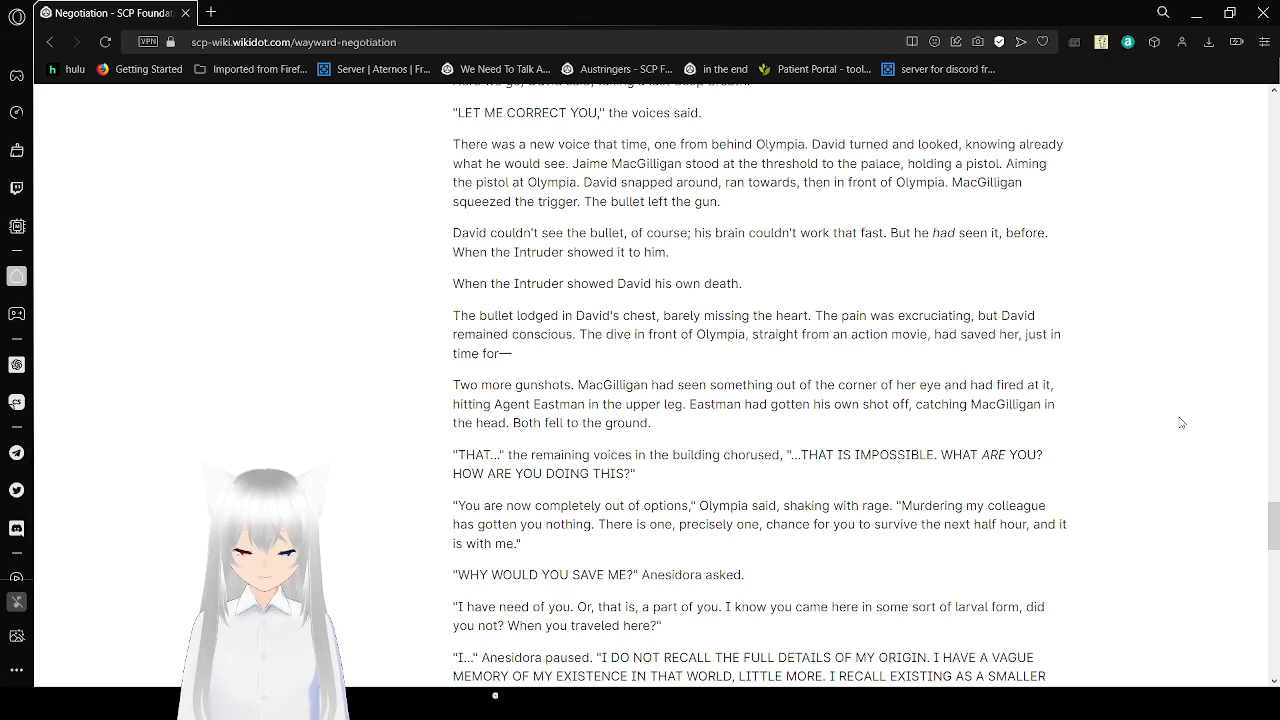 Negotiation - SCP Foundat
VPN
scp-wiki.wikidot.com/wayward-negotiation
a
h hulu
Getting Started
Imported from Firef...
Server | Aternos | Fr...
We Need To Talk A...
Austringers - SCP F...
in the end
Patient Portal - tool...
server for discord fr...
"LET ME CORRECT YOU," the voices said.
There was a new voice that time, one from behind Olympia. David turned and looked, knowing already
what he would see. Jaime MacGilligan stood at the threshold to the palace, holding a pistol. Aiming
the pistol at Olympia. David snapped around, ran towards, then in front of Olympia. MacGilligan
squeezed the trigger. The bullet left the gun.
David couldn't see the bullet, of course; his brain couldn't work that fast. But he had seen it, before.
When the Intruder showed it to him.
When the Intruder showed David his own death.
The bullet lodged in David's chest, barely missing the heart. The pain was excruciating, but David
remained conscious. The dive in front of Olympia, straight from an action movie, had saved her, just in
time for—
Two more gunshots. MacGilligan had seen something out of the corner of her eye and had fired at it,
hitting Agent Eastman in the upper leg. Eastman had gotten his own shot off, catching MacGilligan in
the head. Both fell to the ground.
"THAT..." the remaining voices in the building chorused, "...THAT IS IMPOSSIBLE. WHAT ARE YOU?
HOW ARE YOU DOING THIS?"
"You are now completely out of options," Olympia said, shaking with rage. "Murdering my colleague
has gotten you nothing. There is one, precisely one, chance for you to survive the next half hour, and it
is with me."
"WHY WOULD YOU SAVE ME?" Anesidora asked.
"I have need of you. Or, that is, a part of you. I know you came here in some sort of larval form, did
you not? When you traveled here?"
"I..." Anesidora paused. "I DO NOT RECALL THE FULL DETAILS OF MY ORIGIN. I HAVE A VAGUE
MEMORY OF MY EXISTENCE IN THAT WORLD, LITTLE MORE. I RECALL EXISTING AS A SMALLER